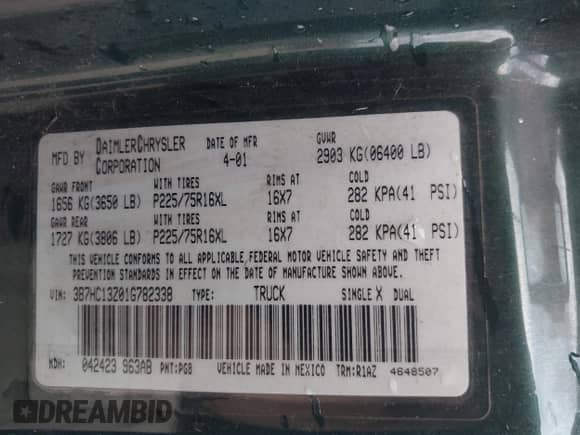 MFD BY DAIMLERCHRYSLER CORPORATION DATE OF MFR 4-01 GVWR 2903 KG(06400 LB)
GAWR FRONT WITH TIRES RIMS AT COLD
1656 KG(3650 LB) P225/75R16XL 16X7 282 KPA(41 PSI)
GAWR REAR WITH TIRES RIMS AT COLD
1727 KG(3806 LB) P225/75R16XL 16X7 282 KPA(41 PSI)
THIS VEHICLE CONFORMS TO ALL APPLICABLE FEDERAL MOTOR VEHICLE SAFETY AND THEFT
PREVENTION STANDARDS IN EFFECT ON THE DATE OF MANUFACTURE SHOWN ABOVE.
VIN: 3B7HC13Z01G782338 TYPE: TRUCK SINGLE X DUAL
MDH: 042423 963AB PNT:PG8 VEHICLE MADE IN MEXICO TRM:R1AZ 4648507
DREAMBID